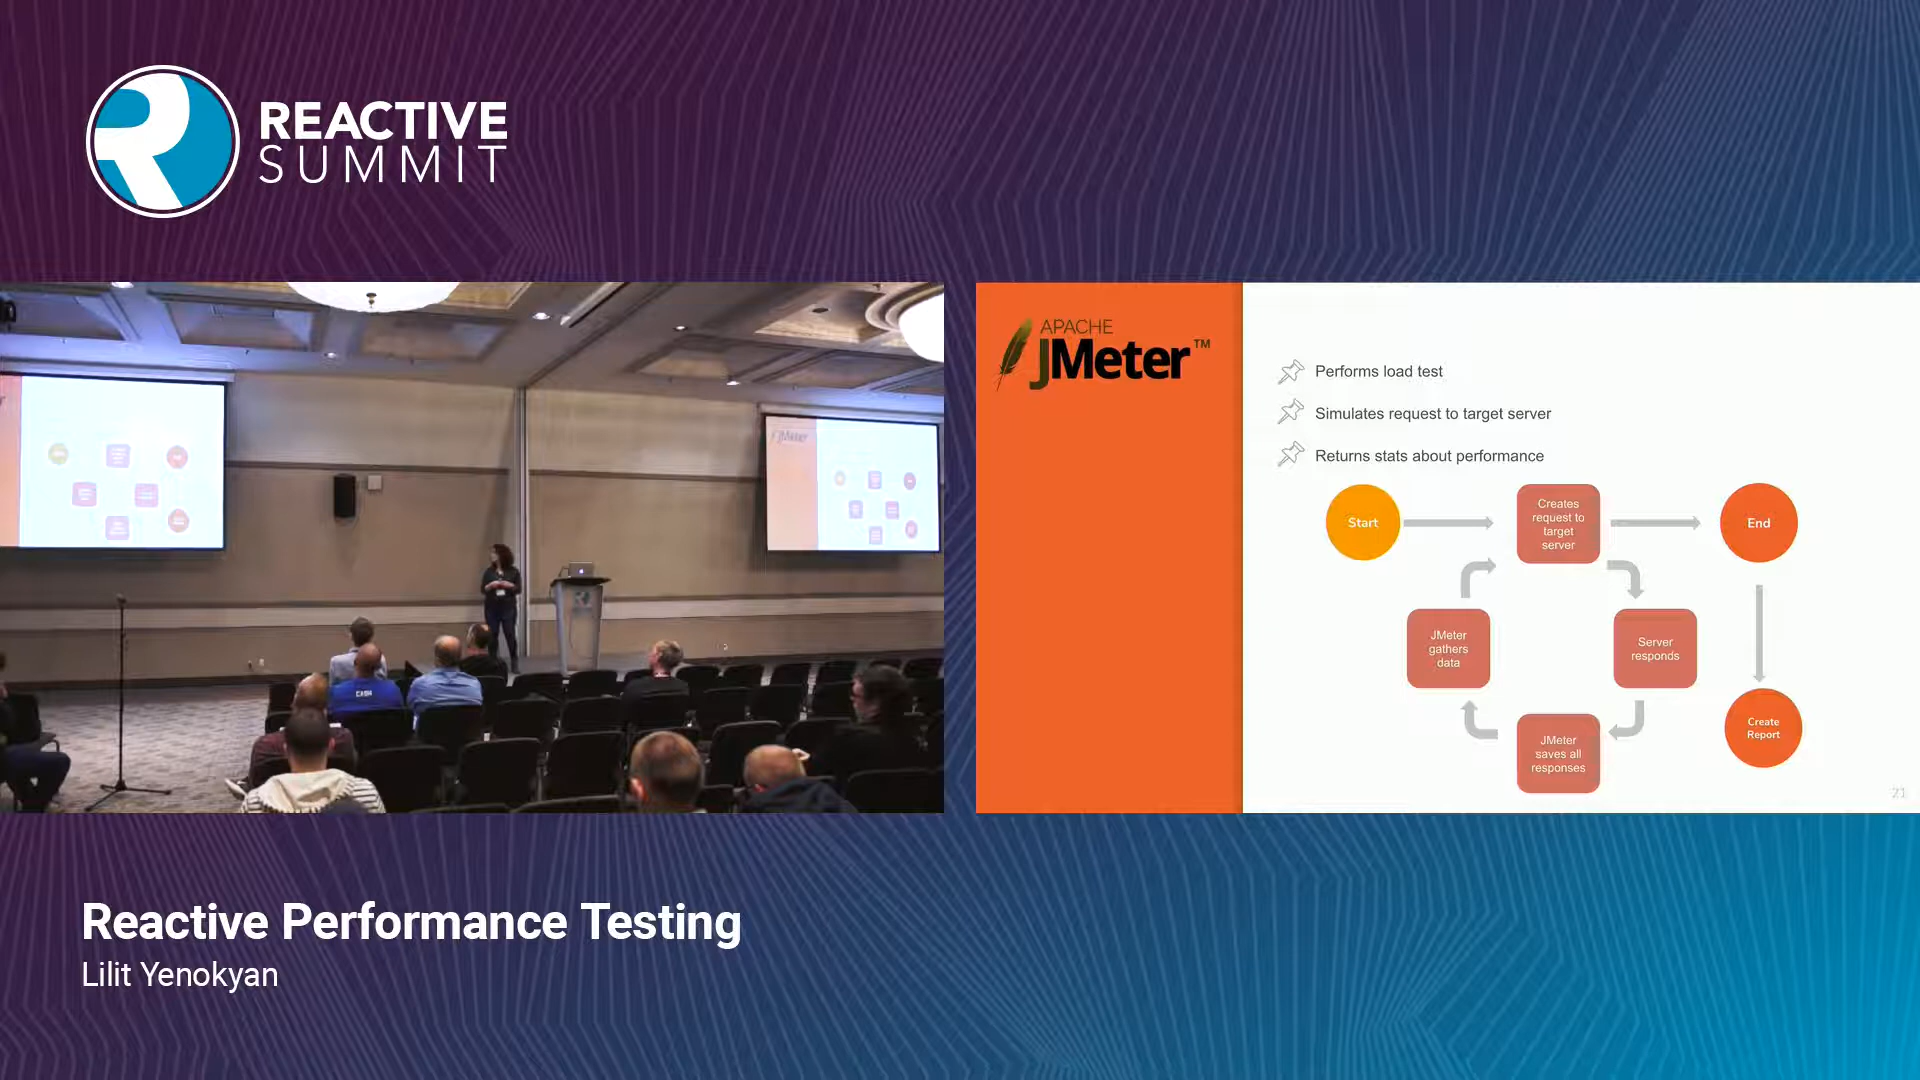 REACTIVE
SUMMIT
APACHE
JMeter™
Performs load test
Simulates request to target server
Returns stats about performance
Start
Creates
request to
target
server
End
JMeter
gathers
data
Server
responds
JMeter
saves all
responses
Create
Report
21
Reactive Performance Testing
Lilit Yenokyan